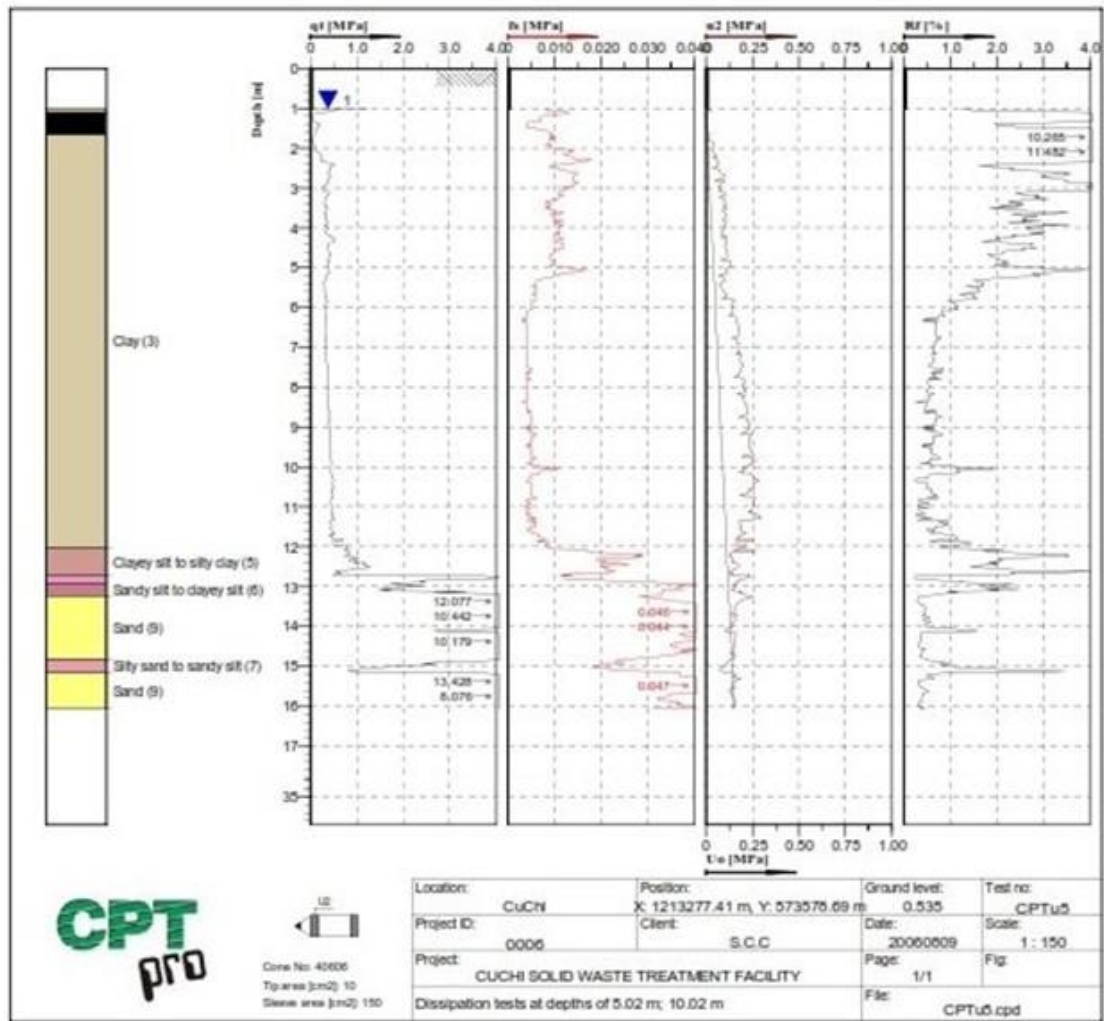 qt [MPa] fs [MPa] u2 [MPa] Rf [%]
0 1.0 2.0 3.0 4.0 0 0.010 0.020 0.030 0.25 0.50 0.75 1.00 0 1.0 2.0 3.0 4.0
Depth [m]
0
1
1
2
3
4
5
6
7
9
10
11
12
13
14
15
16
17
35
10.265
11.482
Clay (3)
Clayey silt to silty clay (5)
Sandy silt to clayey silt (6)
Sand (9)
Silty sand to sandy silt (7)
Sand (9)
12.077
10.442
10.179
13.428
8.076
0.046
0.044
0.047
0 0.25 0.50 0.75 1.00
Uo [MPa]
CPT
pro
U2
Cone No: 40606
Tip area [cm2]: 10
Sleeve area [cm2]: 150
Location: CuChi
Position: X: 1213277.41 m, Y: 573578.69 m
Ground level: 0.535
Test no: CPTu5
Project ID: 0006
Client: S.C.C
Date: 20060809
Scale: 1 : 150
Project: CUCHI SOLID WASTE TREATMENT FACILITY
Page: 1/1
Fig:
Dissipation tests at depths of 5.02 m; 10.02 m
File: CPTu5.cpd